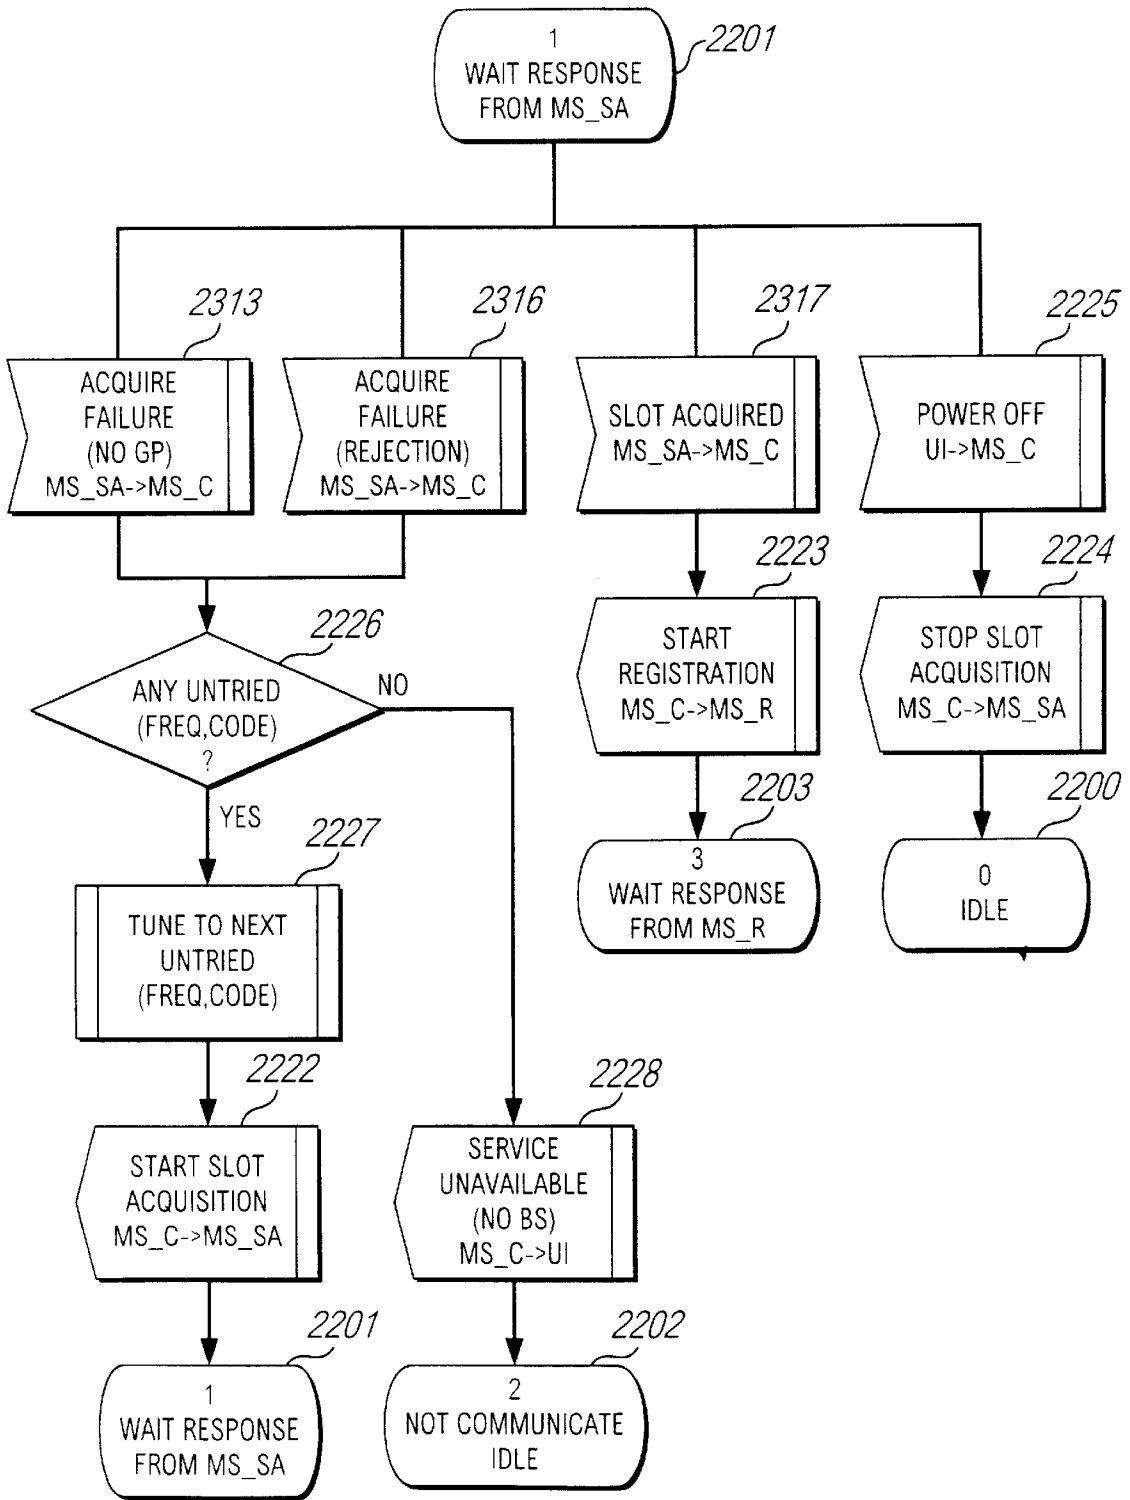 2201
1
WAIT RESPONSE
FROM MS_SA
2313
2316
2317
2225
ACQUIRE
FAILURE
(NO GP)
MS_SA->MS_C
ACQUIRE
FAILURE
(REJECTION)
MS_SA->MS_C
SLOT ACQUIRED
MS_SA->MS_C
POWER OFF
UI->MS_C
2226
2223
2224
ANY UNTRIED
(FREQ,CODE)
?
NO
YES
START
REGISTRATION
MS_C->MS_R
STOP SLOT
ACQUISITION
MS_C->MS_SA
2203
2200
3
WAIT RESPONSE
FROM MS_R
0
IDLE
2227
TUNE TO NEXT
UNTRIED
(FREQ,CODE)
2222
2228
START SLOT
ACQUISITION
MS_C->MS_SA
SERVICE
UNAVAILABLE
(NO BS)
MS_C->UI
2201
2202
1
WAIT RESPONSE
FROM MS_SA
2
NOT COMMUNICATE
IDLE